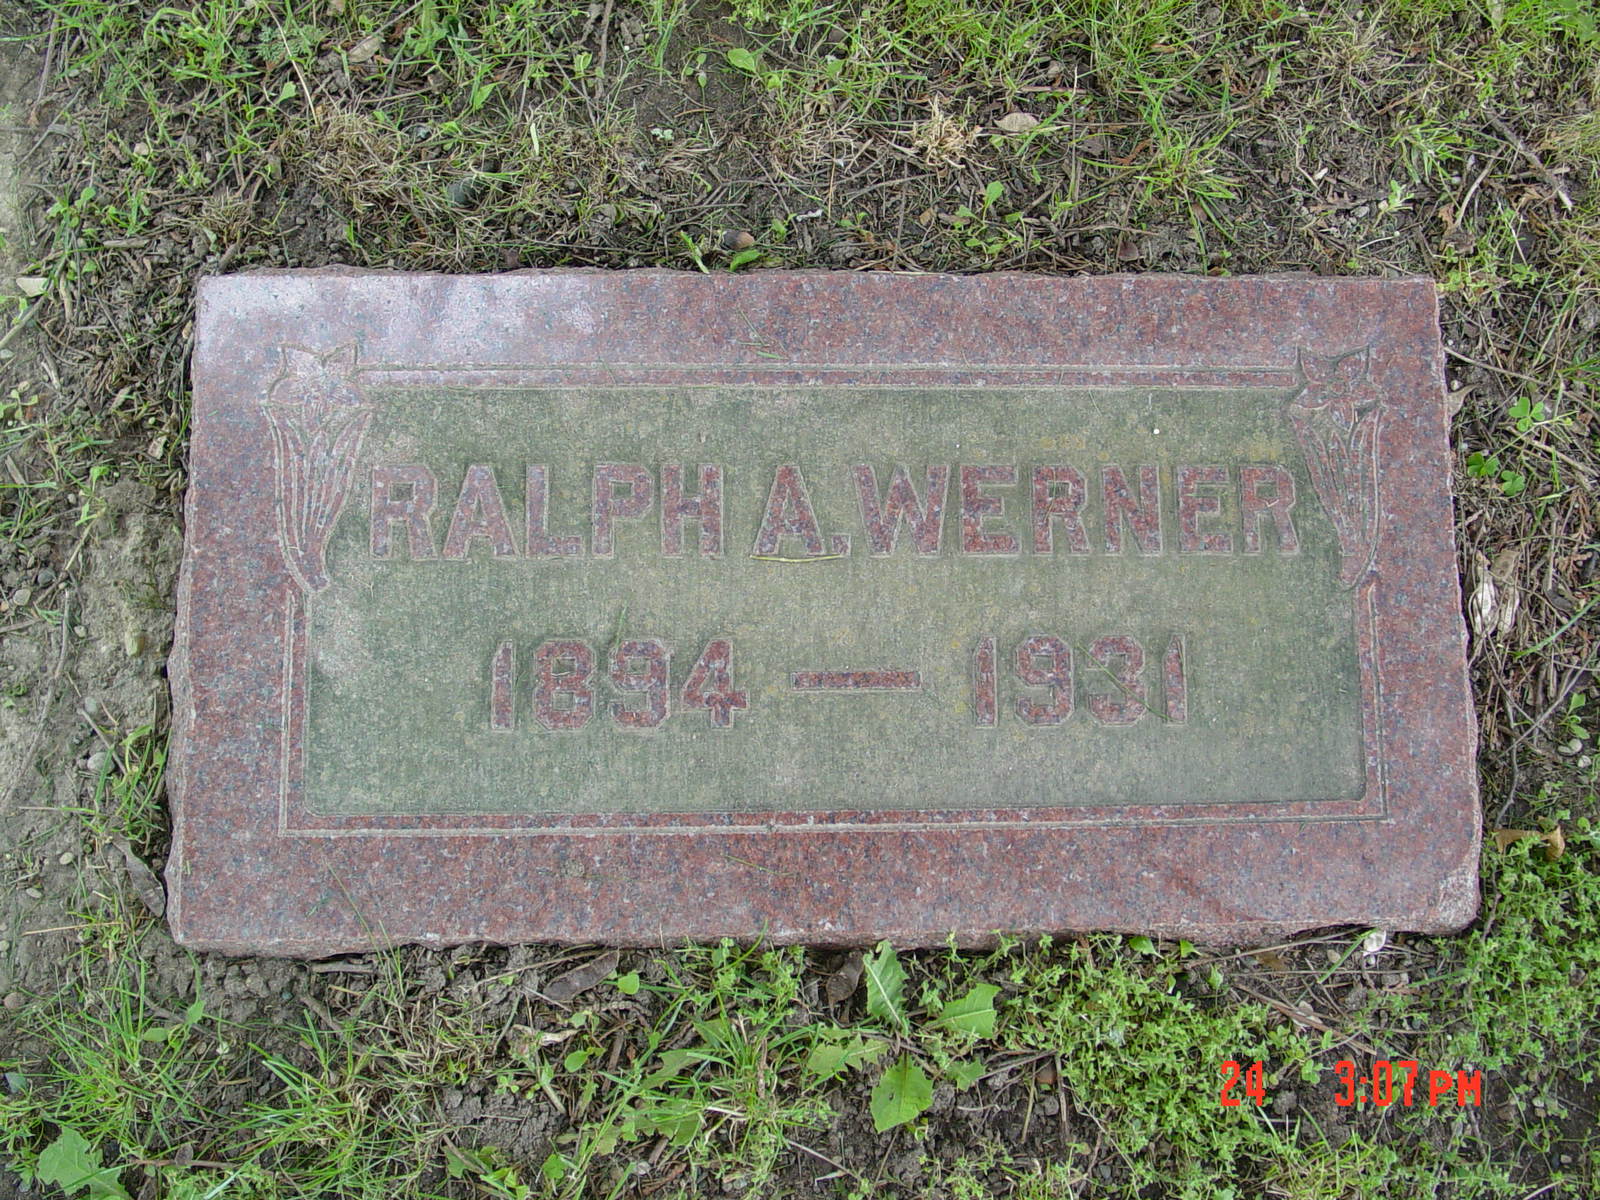 RALPH A. WERNER
1894 — 1931
24 3:07 PM